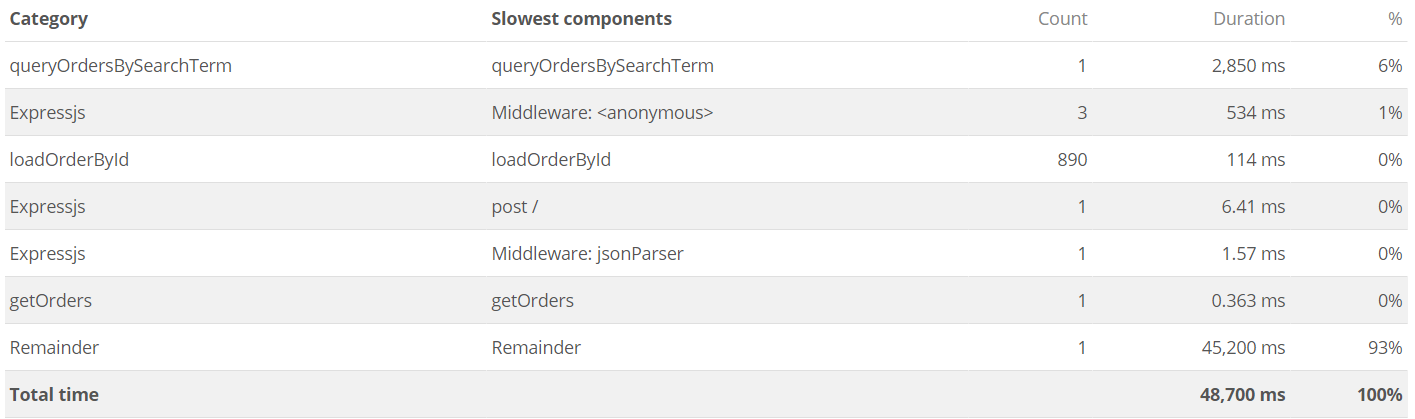 Category Slowest components Count Duration %
queryOrdersBySearchTerm queryOrdersBySearchTerm 1 2,850 ms 6%
Expressjs Middleware: <anonymous> 3 534 ms 1%
loadOrderById loadOrderById 890 114 ms 0%
Expressjs post / 1 6.41 ms 0%
Expressjs Middleware: jsonParser 1 1.57 ms 0%
getOrders getOrders 1 0.363 ms 0%
Remainder Remainder 1 45,200 ms 93%
Total time 48,700 ms 100%